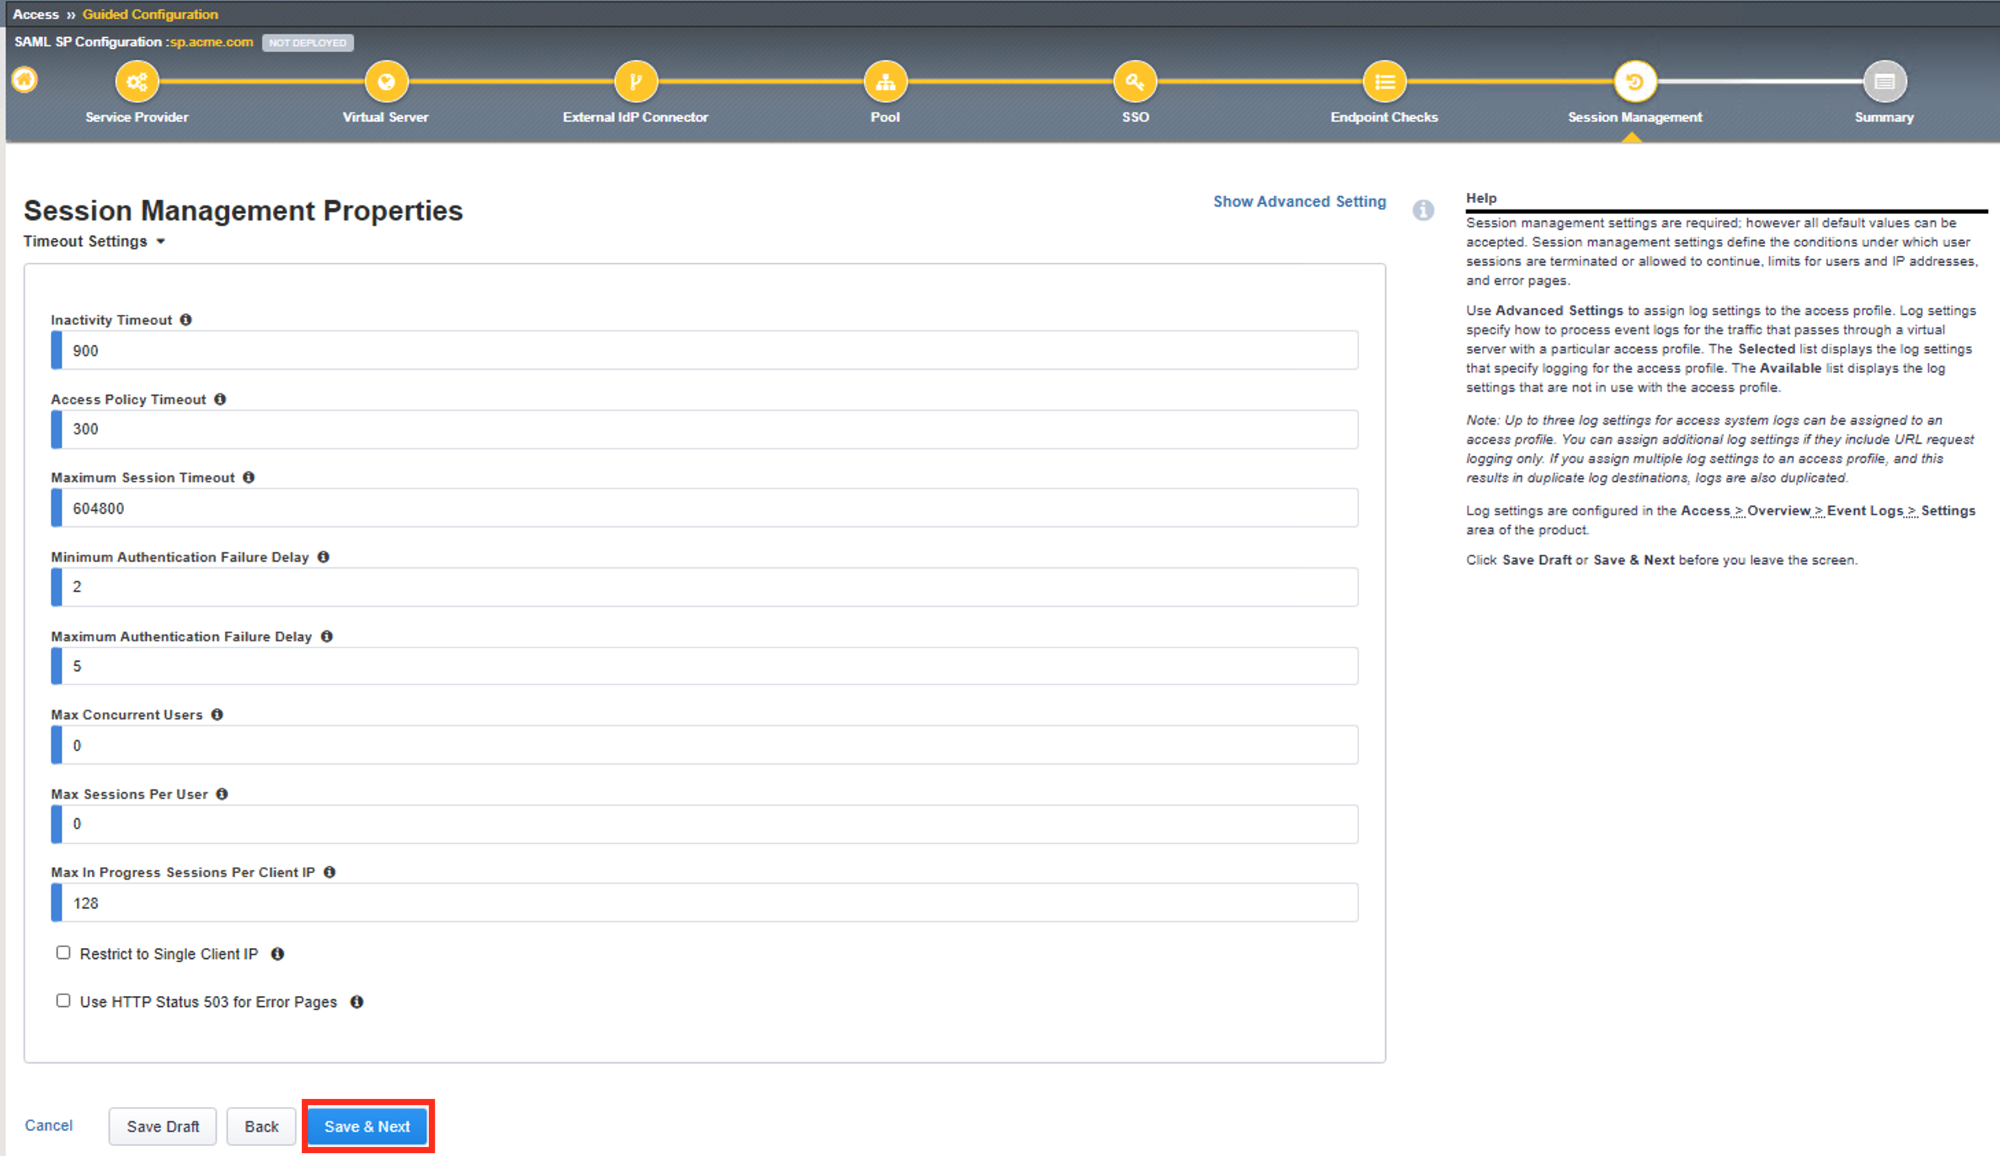 Access » Guided Configuration
SAML SP Configuration :sp.acme.com NOT DEPLOYED
Service Provider
Virtual Server
External IdP Connector
Pool
SSO
Endpoint Checks
Session Management
Summary
Session Management Properties
Show Advanced Setting
Timeout Settings
Inactivity Timeout
900
Access Policy Timeout
300
Maximum Session Timeout
604800
Minimum Authentication Failure Delay
2
Maximum Authentication Failure Delay
5
Max Concurrent Users
0
Max Sessions Per User
0
Max In Progress Sessions Per Client IP
128
Restrict to Single Client IP
Use HTTP Status 503 for Error Pages
Cancel
Save Draft
Back
Save & Next
Help
Session management settings are required; however all default values can be
accepted. Session management settings define the conditions under which user
sessions are terminated or allowed to continue, limits for users and IP addresses,
and error pages.
Use Advanced Settings to assign log settings to the access profile. Log settings
specify how to process event logs for the traffic that passes through a virtual
server with a particular access profile. The Selected list displays the log settings
that specify logging for the access profile. The Available list displays the log
settings that are not in use with the access profile.
Note: Up to three log settings for access system logs can be assigned to an
access profile. You can assign additional log settings if they include URL request
logging only. If you assign multiple log settings to an access profile, and this
results in duplicate log destinations, logs are also duplicated.
Log settings are configured in the Access > Overview > Event Logs > Settings
area of the product.
Click Save Draft or Save & Next before you leave the screen.